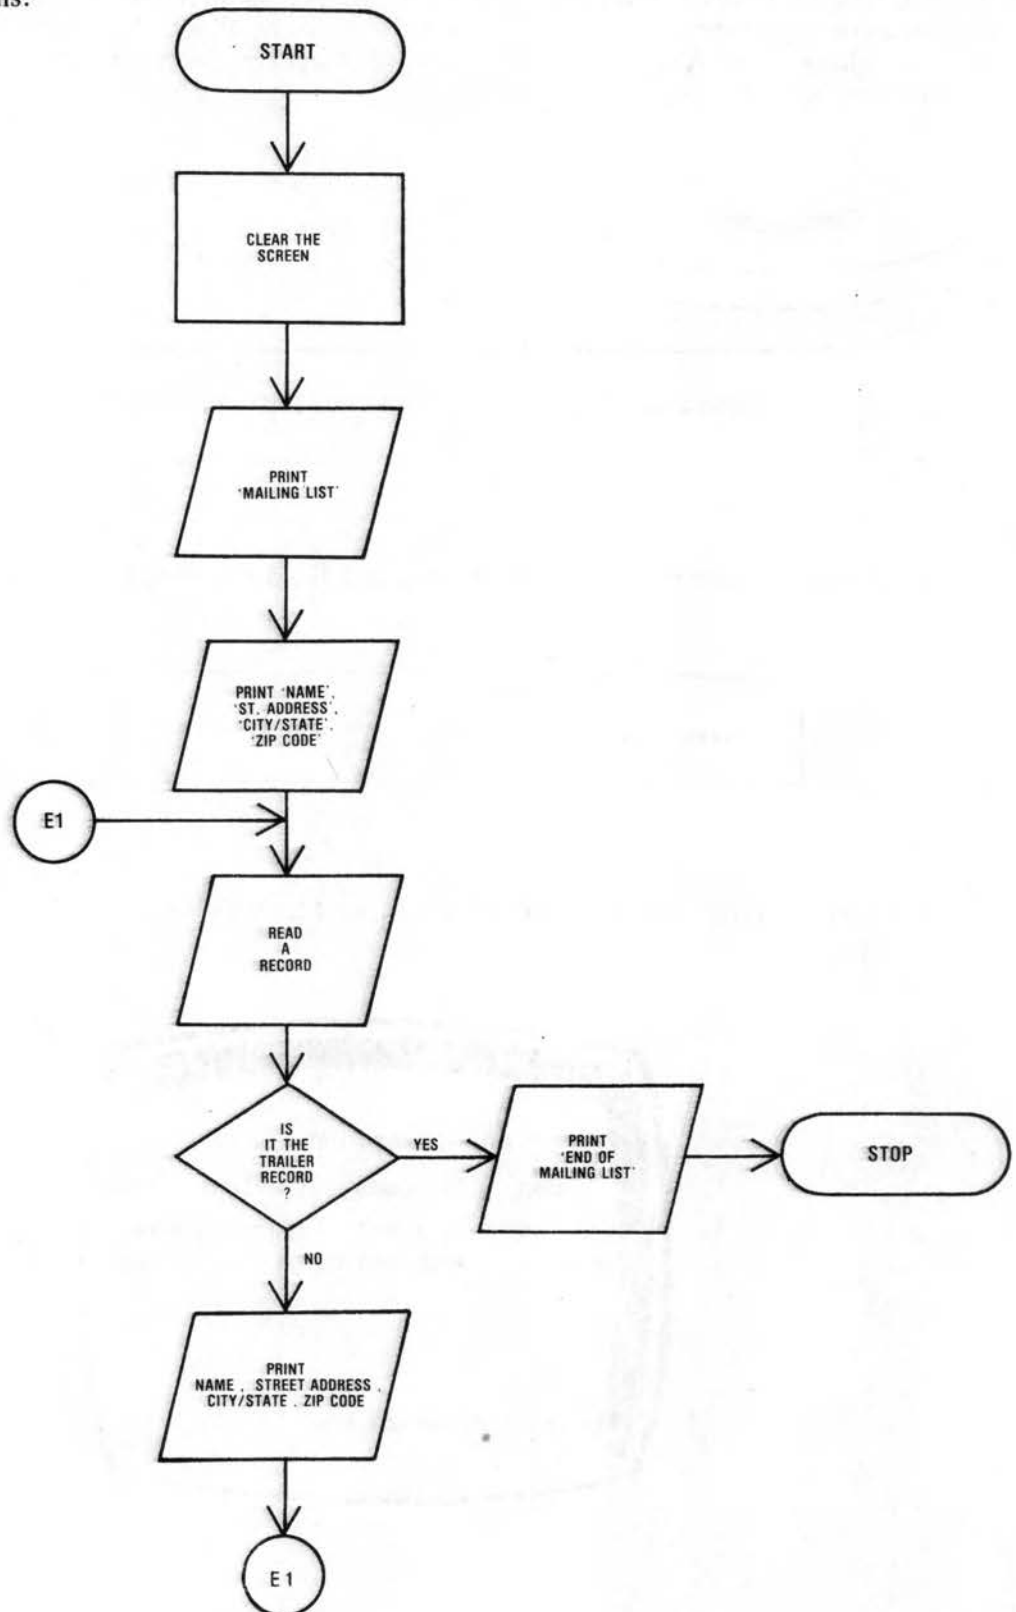 START
CLEAR THE
SCREEN
PRINT
'MAILING LIST'
PRINT 'NAME',
'ST. ADDRESS',
'CITY/STATE',
'ZIP CODE'
E1
READ
A
RECORD
IS
IT THE
TRAILER
RECORD
?
YES
PRINT
'END OF
MAILING LIST'
STOP
NO
PRINT
NAME , STREET ADDRESS ,
CITY/STATE , ZIP CODE
E1